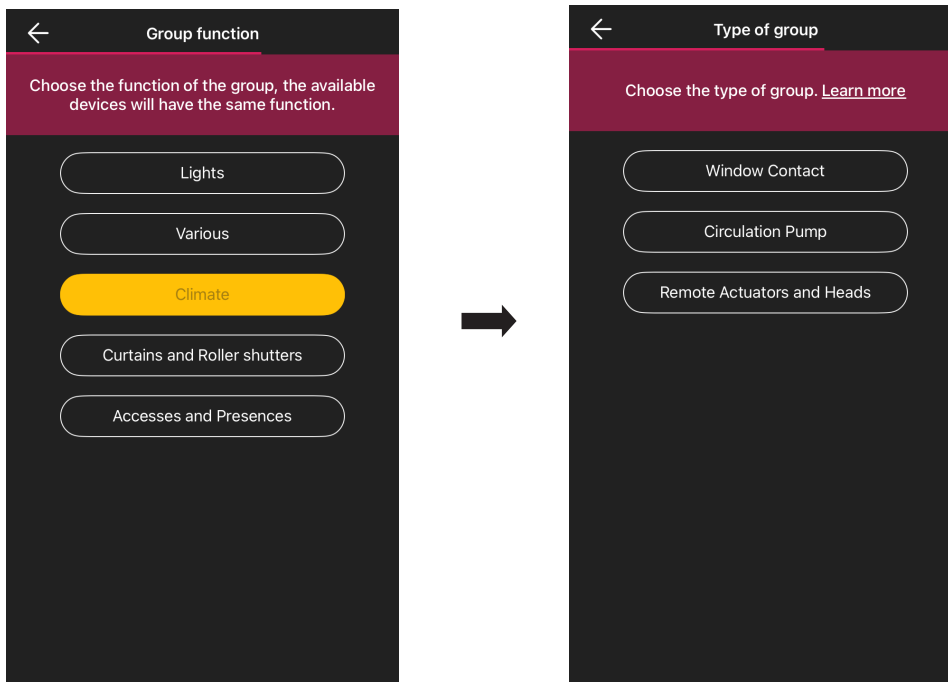 Group function
Choose the function of the group, the available
devices will have the same function.
Lights
Various
Climate
Curtains and Roller shutters
Accesses and Presences
Type of group
Choose the type of group. Learn more
Window Contact
Circulation Pump
Remote Actuators and Heads